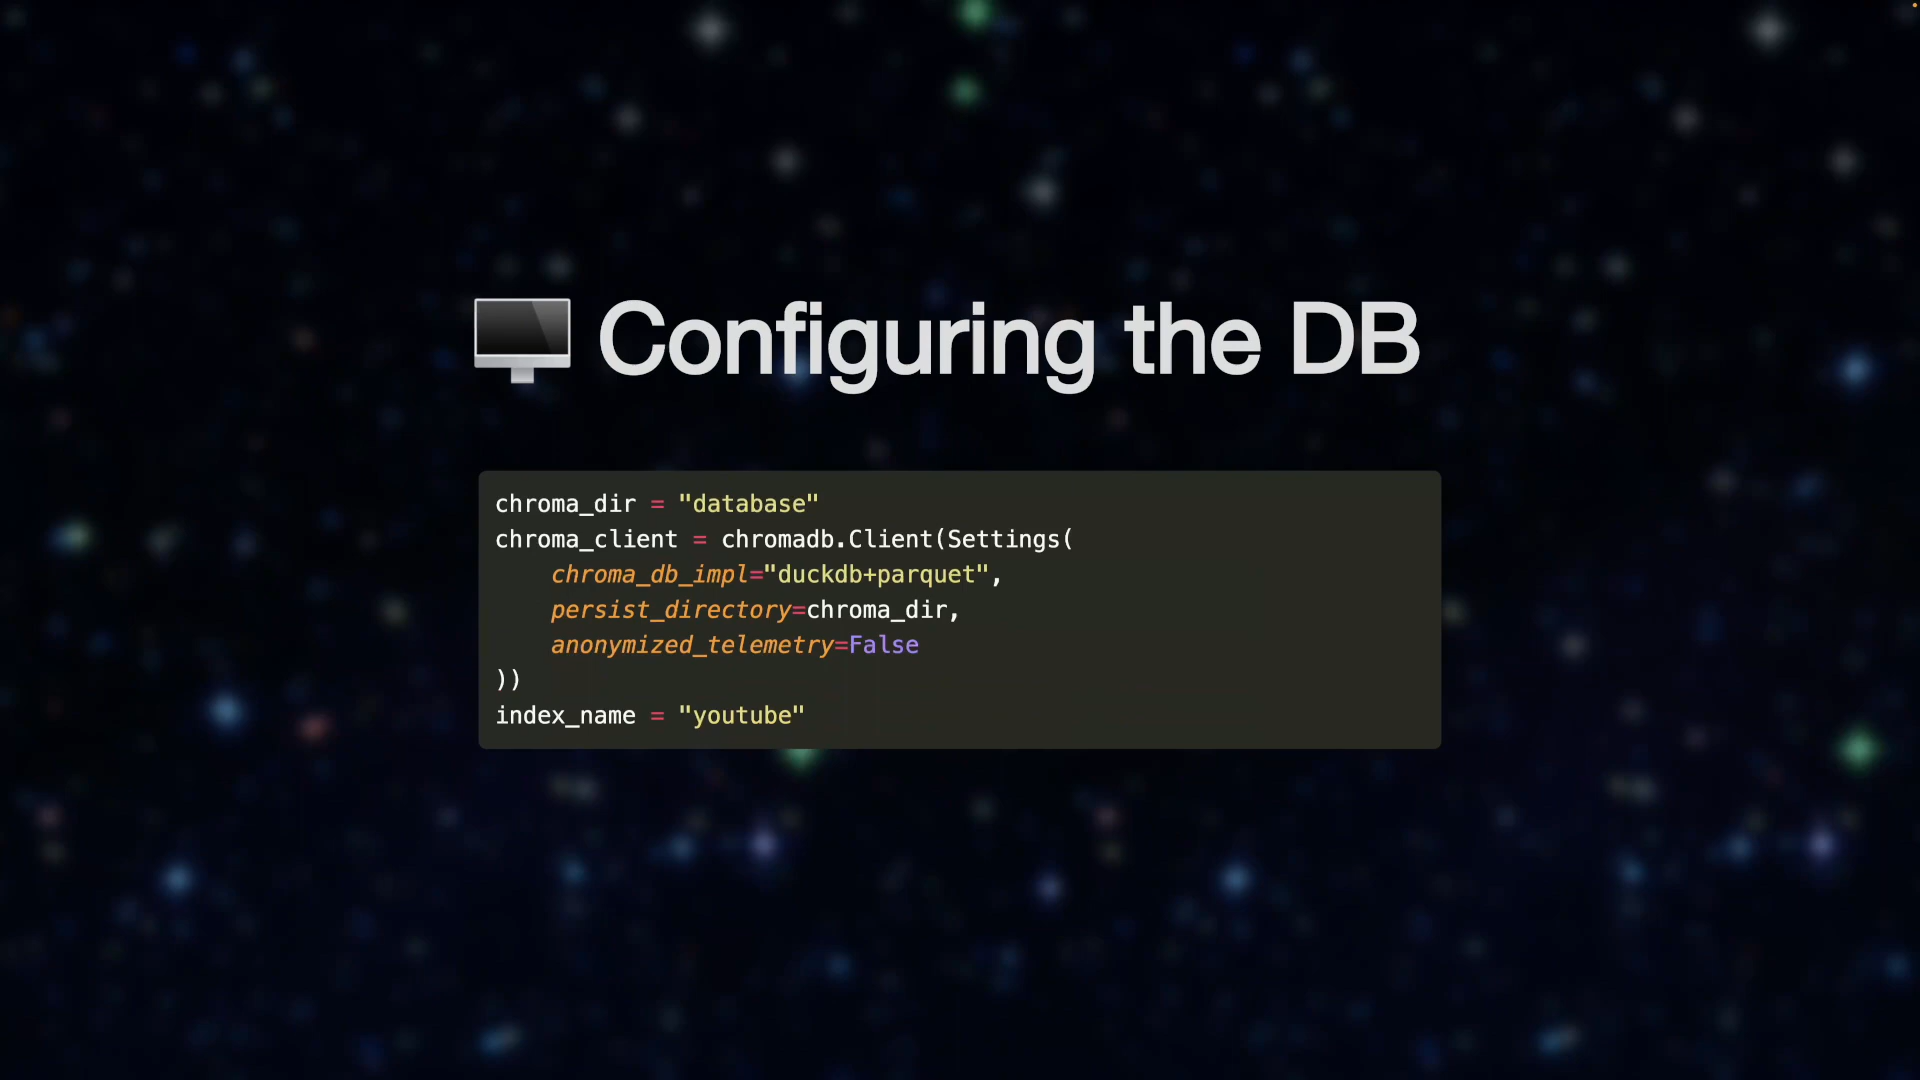 Configuring the DB
chroma_dir = "database"
chroma_client = chromadb.Client(Settings(
    chroma_db_impl="duckdb+parquet",
    persist_directory=chroma_dir,
    anonymized_telemetry=False
))
index_name = "youtube"